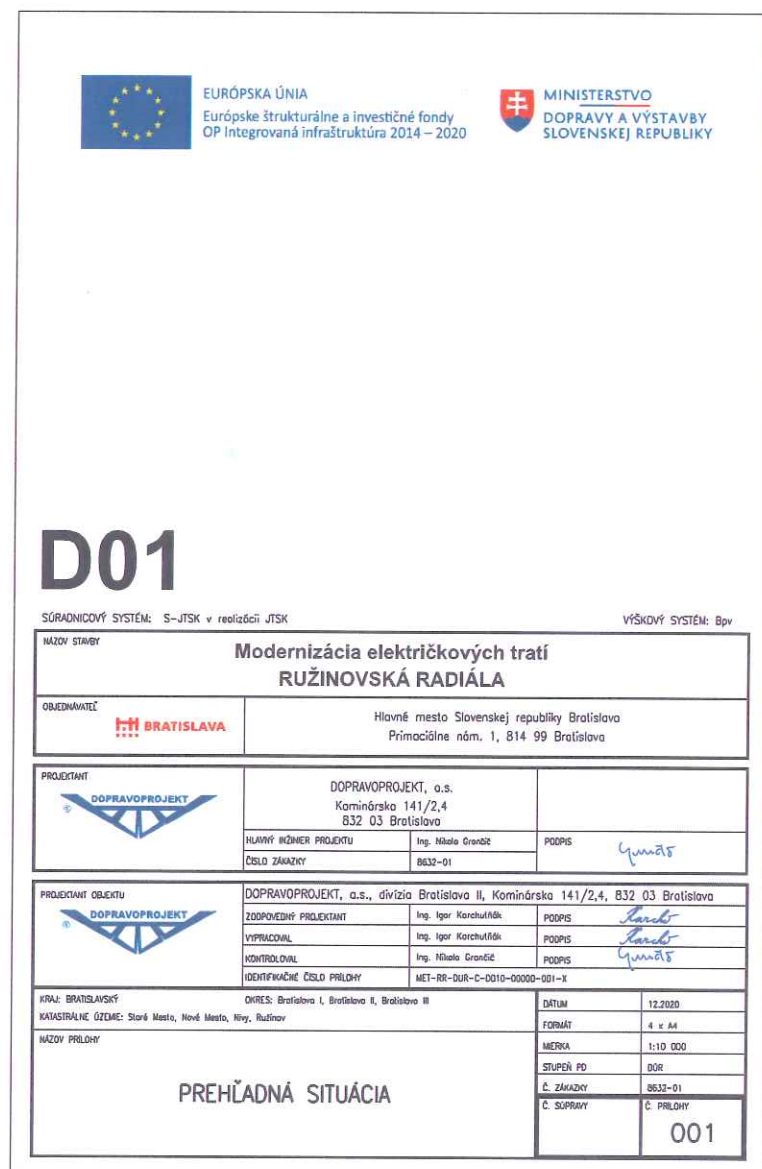 EURÓPSKA ÚNIA
Európske štrukturálne a investičné fondy
OP Integrovaná infraštruktúra 2014 – 2020
MINISTERSTVO
DOPRAVY A VÝSTAVBY
SLOVENSKEJ REPUBLIKY
D01
SÚRADNICOVÝ SYSTÉM: S-JTSK v realizácii JTSK
VÝŠKOVÝ SYSTÉM: Bpv
NÁZOV STAVBY
Modernizácia električkových tratí
RUŽINOVSKÁ RADIÁLA
OBJEDNÁVATEĽ
BRATISLAVA
Hlavné mesto Slovenskej republiky Bratislava
Primaciálne nám. 1, 814 99 Bratislava
PROJEKTANT
DOPRAVOPROJEKT
®
DOPRAVOPROJEKT, a.s.
Kominárska 141/2,4
832 03 Bratislava
HLAVNÝ INŽINIER PROJEKTU Ing. Nikola Grančič PODPIS
ČÍSLO ZÁKAZKY 8632-01
PROJEKTANT OBJEKTU
DOPRAVOPROJEKT
®
DOPRAVOPROJEKT, a.s., divízia Bratislava II, Kominárska 141/2,4, 832 03 Bratislava
ZODPOVEDNÝ PROJEKTANT Ing. Igor Karchutňák PODPIS
VYPRACOVAL Ing. Igor Karchutňák PODPIS
KONTROLOVAL Ing. Nikola Grančič PODPIS
IDENTIFIKAČNÉ ČÍSLO PRÍLOHY MET-RR-DUR-C-D010-00000-001-X
KRAJ: BRATISLAVSKÝ OKRES: Bratislava I, Bratislava II, Bratislava III
KATASTRÁLNE ÚZEMIE: Staré Mesto, Nové Mesto, Nivy, Ružinov
DÁTUM 12.2020
FORMÁT 4 x A4
MIERKA 1:10 000
STUPEŇ PD DÚR
Č. ZÁKAZKY 8632-01
NÁZOV PRÍLOHY
PREHĽADNÁ SITUÁCIA
Č. SÚPRAVY
Č. PRÍLOHY
001